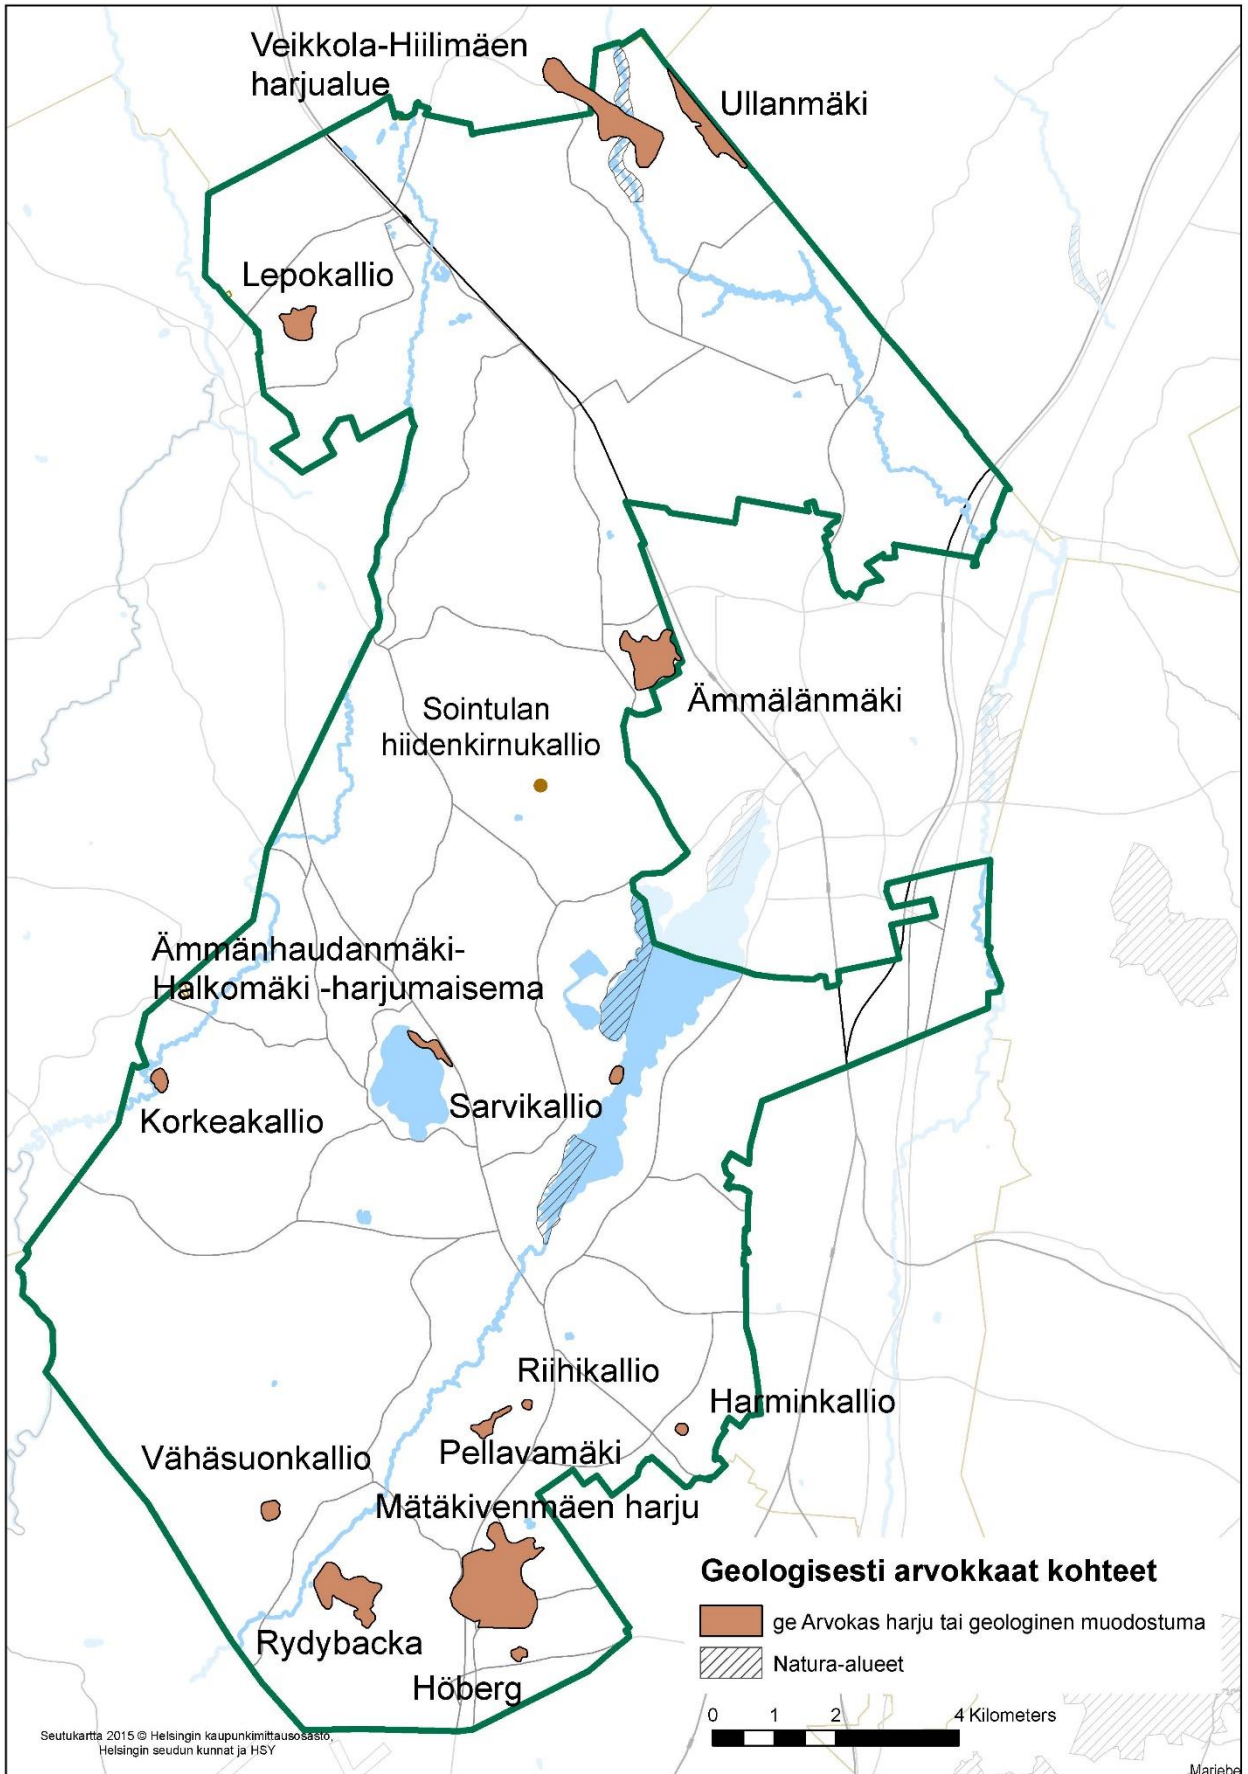 Veikkola-Hiilimäen
harjualue
Ullanmäki
Lepokallio
Ämmälänmäki
Sointulan
hiidenkirnukallio
Ämmänhaudanmäki-
Halkomäki -harjumaisema
Korkeakallio
Sarvikallio
Riihikallio
Harminkallio
Pellavamäki
Vähäsuonkallio
Mätäkivenmäen harju
Rydybacka
Höberg
Geologisesti arvokkaat kohteet
ge Arvokas harju tai geologinen muodostuma
Natura-alueet
0 1 2 4 Kilometers
Seutukartta 2015 © Helsingin kaupunkimittausosasto,
Helsingin seudun kunnat ja HSY
Mariehe